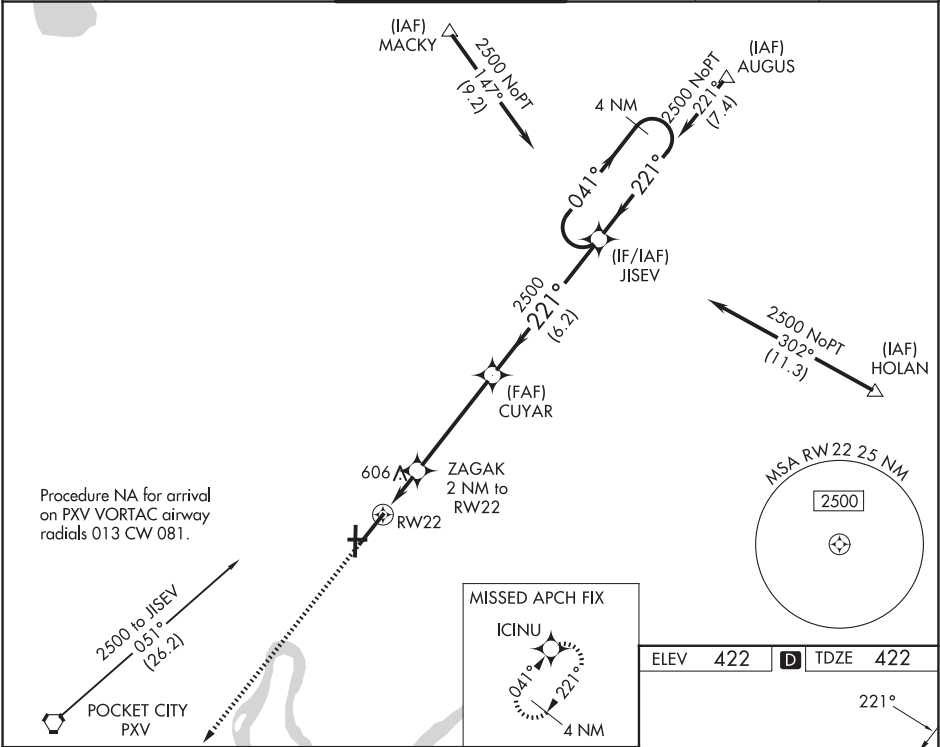 (IAF)
MACKY
2500 NoPT
147°
(9.2)
(IAF)
AUGUS
2500 NoPT
221°
(7.4)
4 NM
041°
221°
(IF/IAF)
JISEV
2500
221°
(6.2)
2500 NoPT
302°
(11.3)
(IAF)
HOLAN
(FAF)
CUYAR
606
ZAGAK
2 NM to
RW22
RW22
MSA RW22 25 NM
2500
Procedure NA for arrival
on PXV VORTAC airway
radials 013 CW 081.
2500 to JISEV
051°
(26.2)
POCKET CITY
PXV
MISSED APCH FIX
ICINU
041°
221°
4 NM
ELEV 422 D TDZE 422
221°